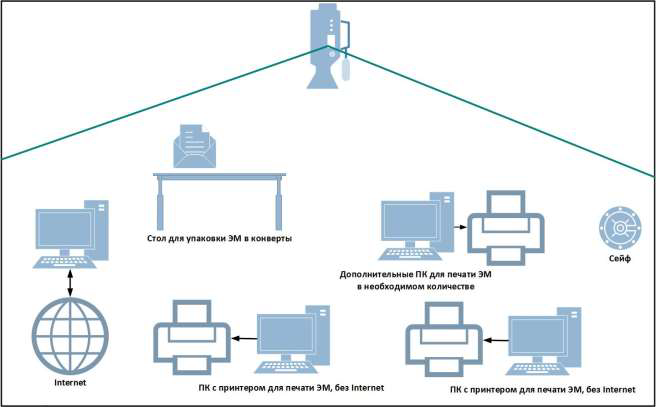 Стол для упаковки ЭМ в конверты
Дополнительные ПК для печати ЭМ
в необходимом количестве
Сейф
Internet
ПК с принтером для печати ЭМ, без Internet
ПК с принтером для печати ЭМ, без Internet